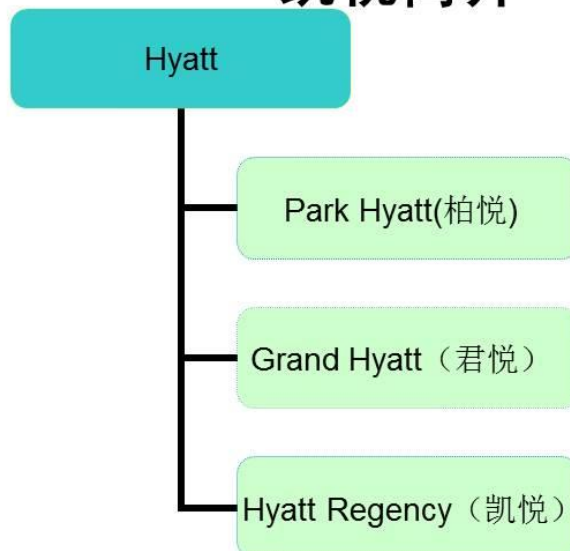 Hyatt
Park Hyatt(柏悦)
Grand Hyatt（君悦）
Hyatt Regency（凯悦）